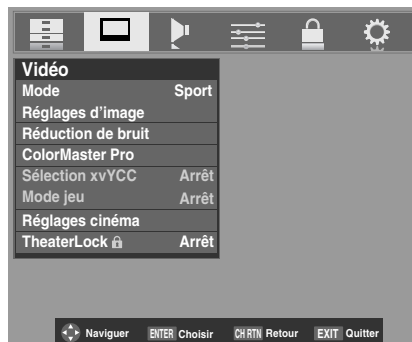 Vidéo
Mode Sport
Réglages d'image
Réduction de bruit
ColorMaster Pro
Sélection xvYCC Arrêt
Mode jeu Arrêt
Réglages cinéma
TheaterLock Arrêt
Naviguer ENTER Choisir CH RTN Retour EXIT Quitter